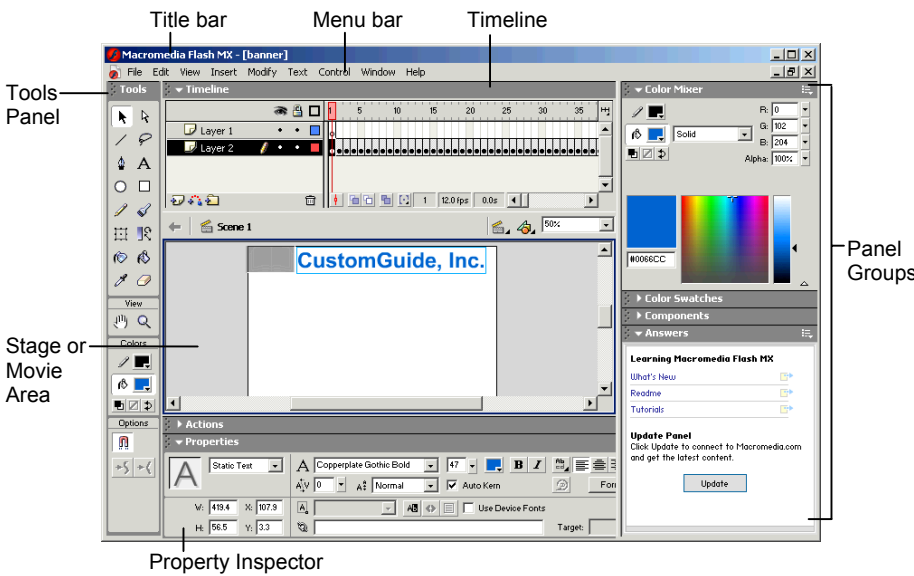 Title bar
Menu bar
Timeline
Macromedia Flash MX - [banner]
File Edit View Insert Modify Text Control Window Help
Tools Panel
Tools
Timeline
1 5 10 15 20 25 30 35
Layer 1
Layer 2
1 12.0 fps 0.0s
Scene 1
50%
CustomGuide, Inc.
View
Colors
Options
Stage or Movie Area
Actions
Properties
A Static Text
A Copperplate Gothic Bold 47 B I
A V 0 Normal Auto Kern
For
W: 419.4 X: 107.9
H: 56.5 Y: 3.3
Use Device Fonts
Target:
Property Inspector
Color Mixer
R: 0
Solid
G: 102
B: 204
Alpha: 100%
#0066CC
Color Swatches
Components
Answers
Learning Macromedia Flash MX
What's New
Readme
Tutorials
Update Panel
Click Update to connect to Macromedia.com
and get the latest content.
Update
Panel Groups